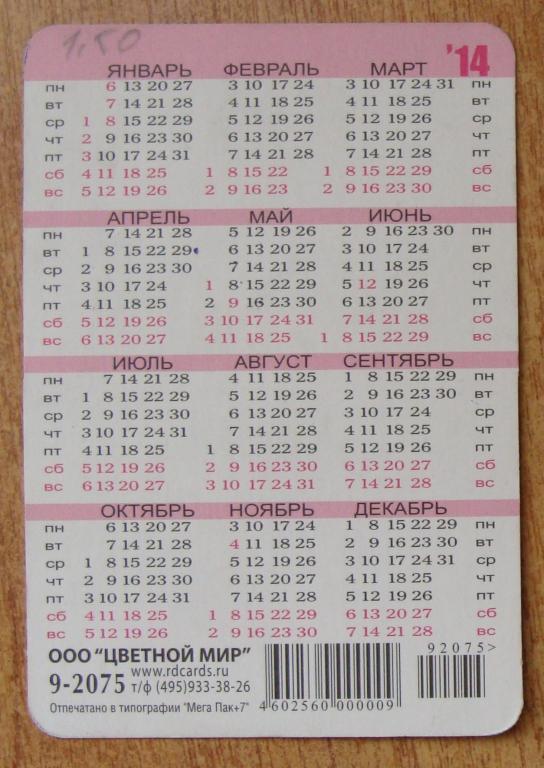 1,50
ЯНВАРЬ ФЕВРАЛЬ МАРТ '14
пн 6 13 20 27 3 10 17 24 3 10 17 24 31 пн
вт 7 14 21 28 4 11 18 25 4 11 18 25 вт
ср 1 8 15 22 29 5 12 19 26 5 12 19 26 ср
чт 2 9 16 23 30 6 13 20 27 6 13 20 27 чт
пт 3 10 17 24 31 7 14 21 28 7 14 21 28 пт
сб 4 11 18 25 1 8 15 22 1 8 15 22 29 сб
вс 5 12 19 26 2 9 16 23 2 9 16 23 30 вс
АПРЕЛЬ МАЙ ИЮНЬ
пн 7 14 21 28 5 12 19 26 2 9 16 23 30 пн
вт 1 8 15 22 29 6 13 20 27 3 10 17 24 вт
ср 2 9 16 23 30 7 14 21 28 4 11 18 25 ср
чт 3 10 17 24 1 8 15 22 29 5 12 19 26 чт
пт 4 11 18 25 2 9 16 23 30 6 13 20 27 пт
сб 5 12 19 26 3 10 17 24 31 7 14 21 28 сб
вс 6 13 20 27 4 11 18 25 1 8 15 22 29 вс
ИЮЛЬ АВГУСТ СЕНТЯБРЬ
пн 7 14 21 28 4 11 18 25 1 8 15 22 29 пн
вт 1 8 15 22 29 5 12 19 26 2 9 16 23 30 вт
ср 2 9 16 23 30 6 13 20 27 3 10 17 24 ср
чт 3 10 17 24 31 7 14 21 28 4 11 18 25 чт
пт 4 11 18 25 1 8 15 22 29 5 12 19 26 пт
сб 5 12 19 26 2 9 16 23 30 6 13 20 27 сб
вс 6 13 20 27 3 10 17 24 31 7 14 21 28 вс
ОКТЯБРЬ НОЯБРЬ ДЕКАБРЬ
пн 6 13 20 27 3 10 17 24 1 8 15 22 29 пн
вт 7 14 21 28 4 11 18 25 2 9 16 23 30 вт
ср 1 8 15 22 29 5 12 19 26 3 10 17 24 31 ср
чт 2 9 16 23 30 6 13 20 27 4 11 18 25 чт
пт 3 10 17 24 31 7 14 21 28 5 12 19 26 пт
сб 4 11 18 25 1 8 15 22 29 6 13 20 27 сб
вс 5 12 19 26 2 9 16 23 30 7 14 21 28 вс
ООО "ЦВЕТНОЙ МИР" 92075>
www.rdcards.ru
9-2075 т/ф (495)933-38-26
Отпечатано в типографии "Мега Пак+7" 4 602560 000009